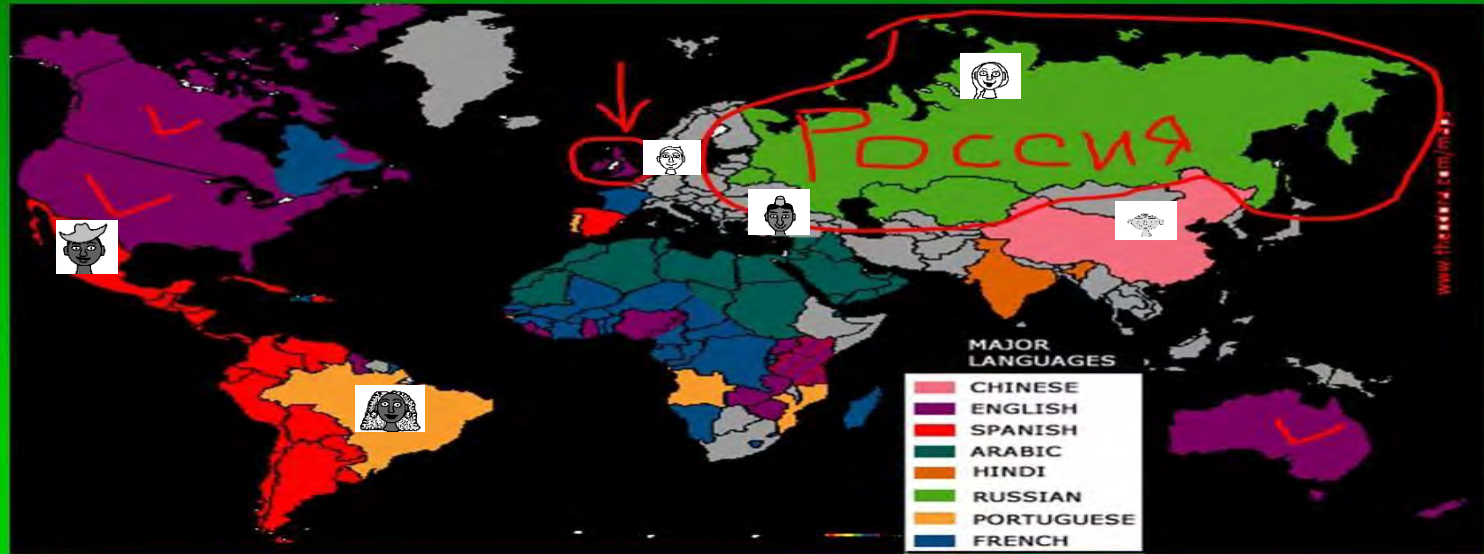 Россия
MAJOR
LANGUAGES
CHINESE
ENGLISH
SPANISH
ARABIC
HINDI
RUSSIAN
PORTUGUESE
FRENCH